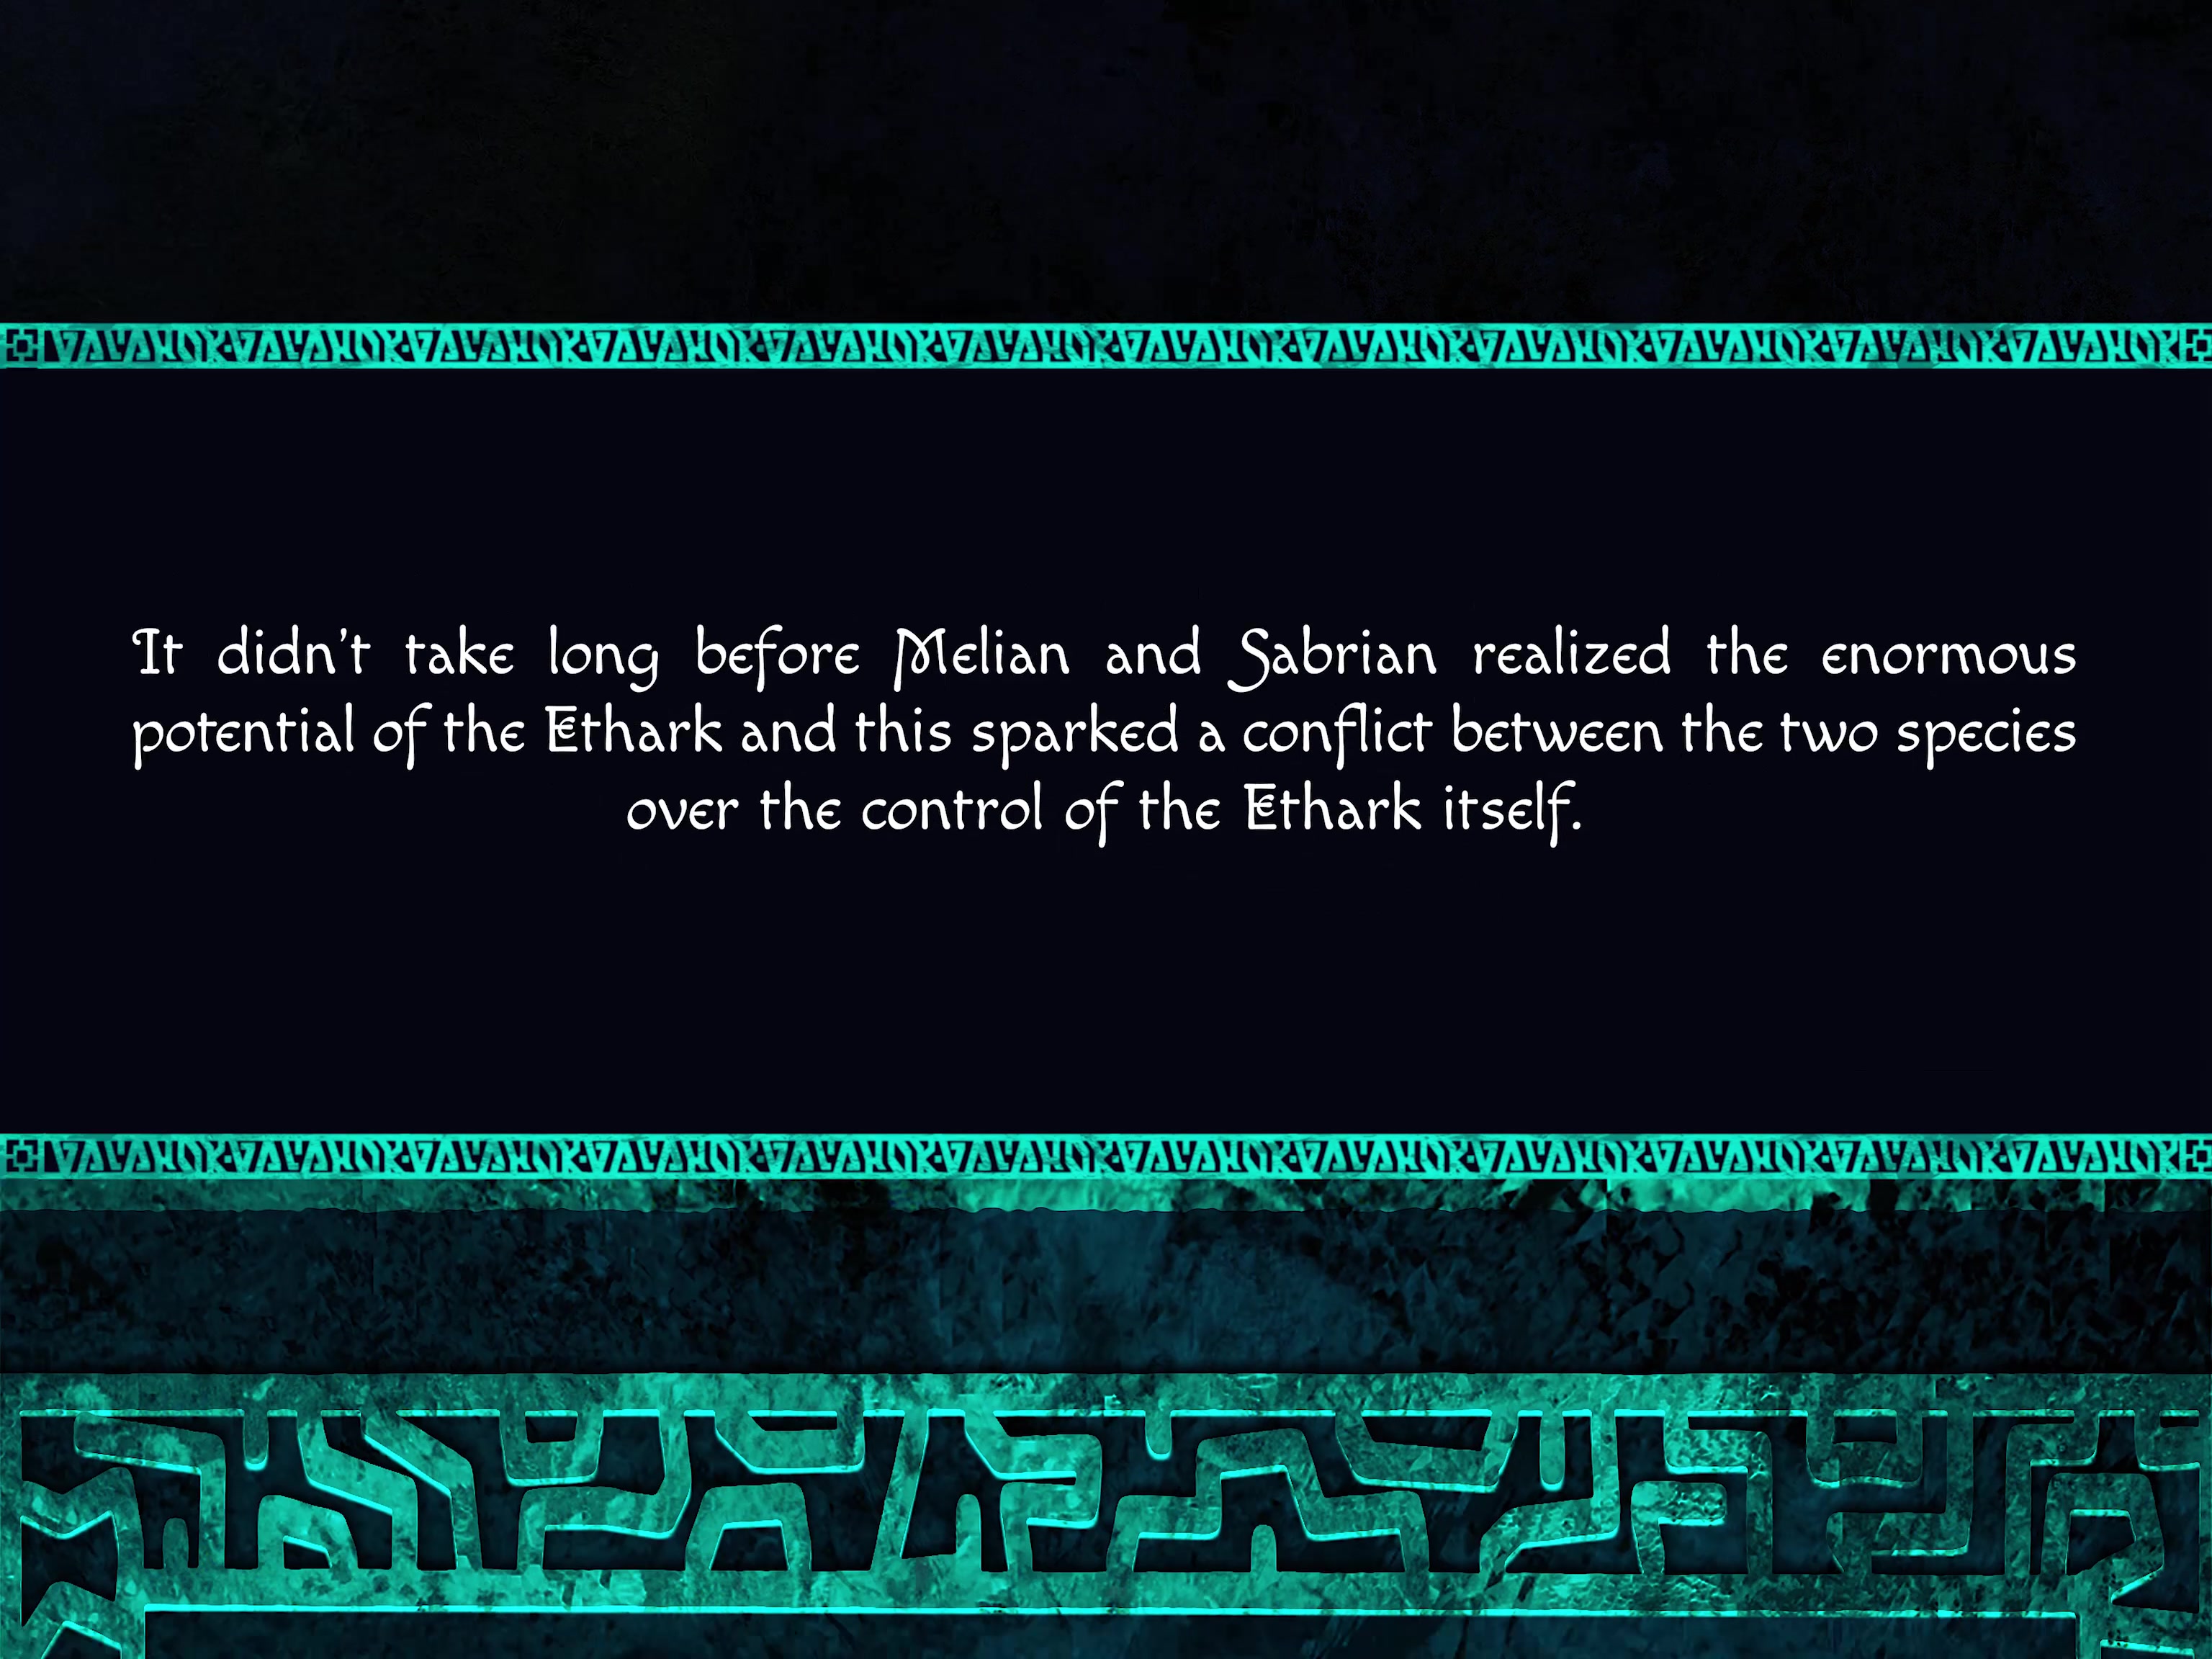 It didn't take long before Melian and Sabrian realized the enormous
potential of the Ethark and this sparked a conflict between the two species
over the control of the Ethark itself.